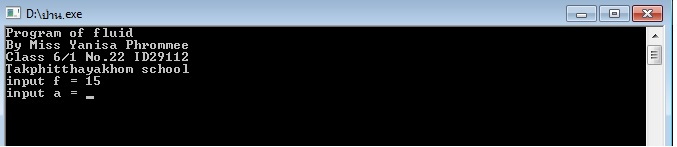 D:\ปาน.exe
Program of fluid
By Miss Yanisa Phrommee
Class 6/1 No.22 ID29112
Takphitthayakhom school
input f = 15
input a = _